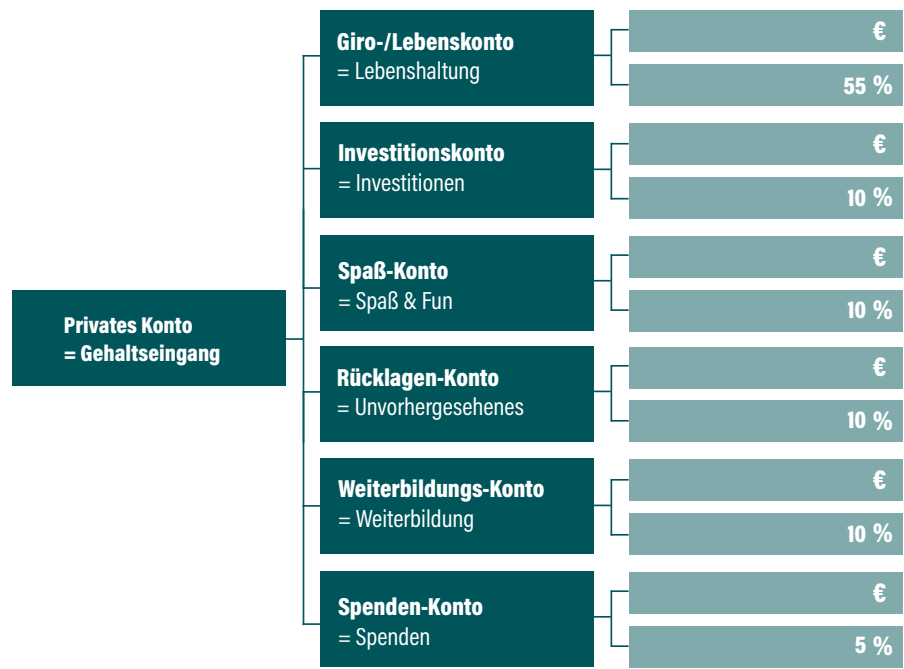 Privates Konto
= Gehaltseingang
Giro-/Lebenskonto
= Lebenshaltung
€
55 %
Investitionskonto
= Investitionen
€
10 %
Spaß-Konto
= Spaß & Fun
€
10 %
Rücklagen-Konto
= Unvorhergesehenes
€
10 %
Weiterbildungs-Konto
= Weiterbildung
€
10 %
Spenden-Konto
= Spenden
€
5 %